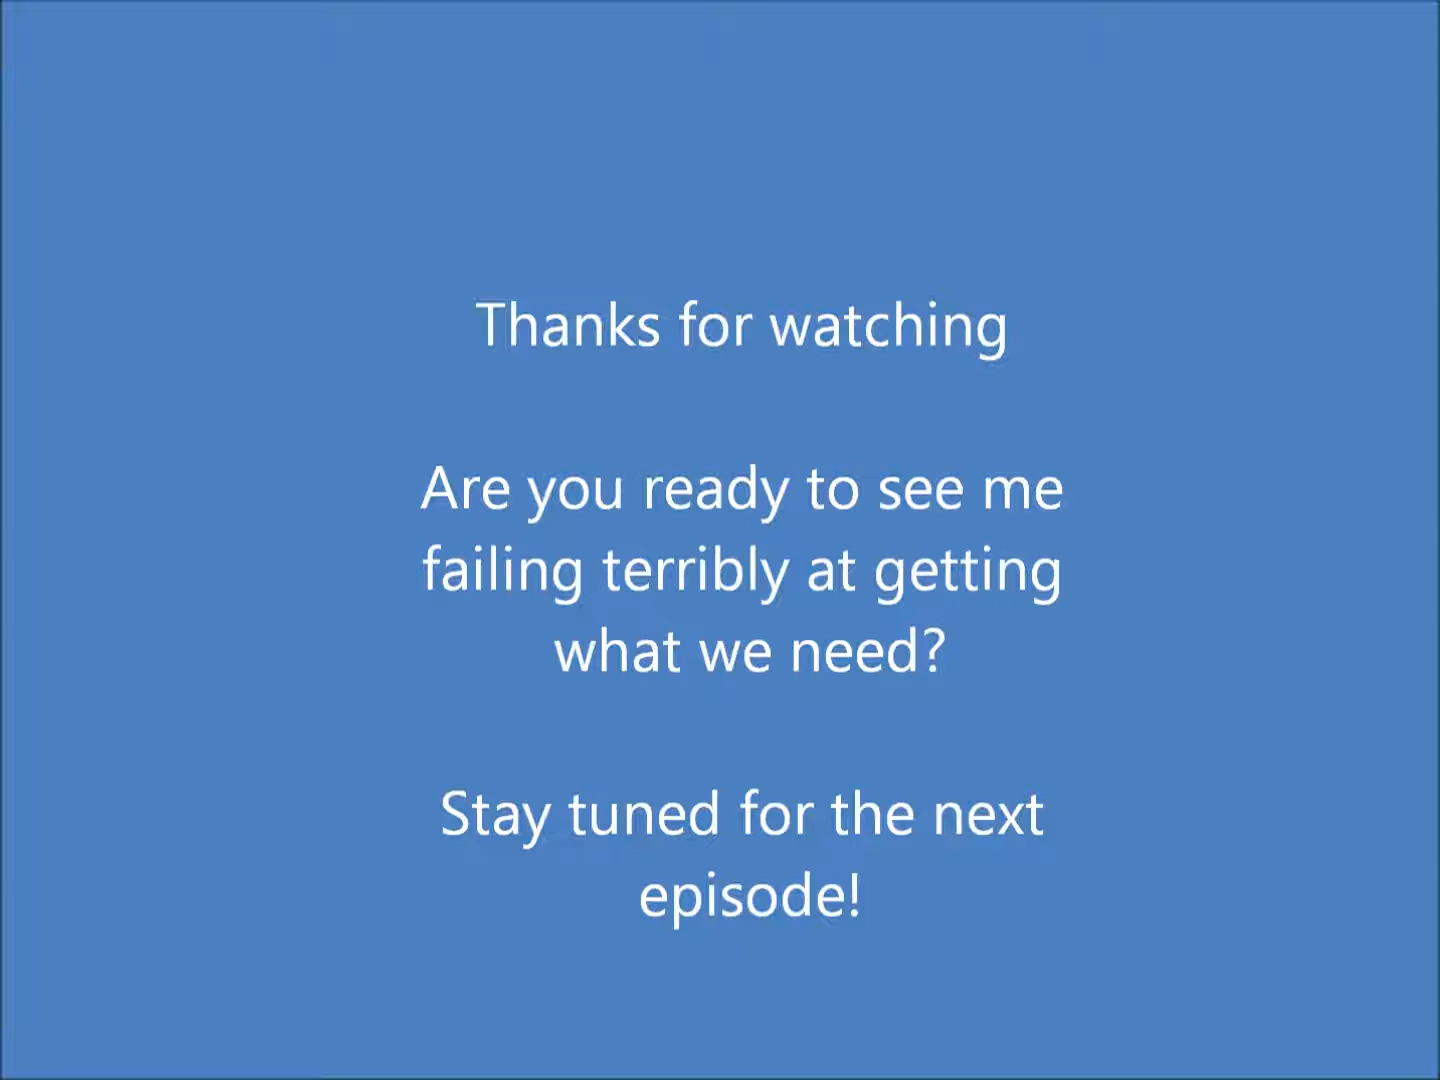 Thanks for watching
Are you ready to see me
failing terribly at getting
what we need?
Stay tuned for the next
episode!